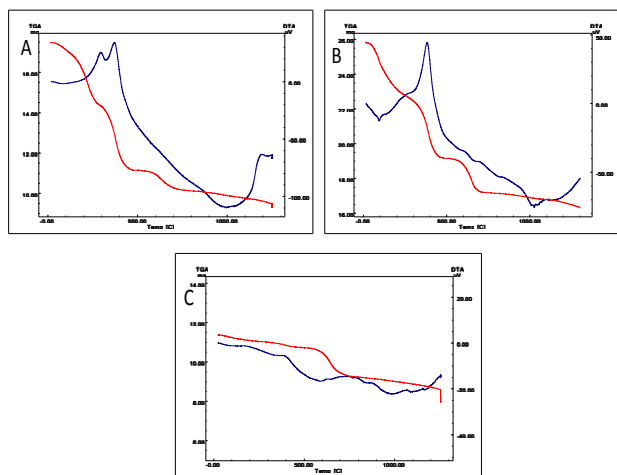 TGA DTA
mg uV
A
16.00 0.00
14.00
-50.00
12.00
10.00 -100.00
-0.00 500.00 1000.00
Temp [C]
TGA DTA
mg uV
B
26.00 50.00
24.00
22.00 0.00
20.00
18.00 -50.00
16.00
-0.00 500.00 1000.00
Temp [C]
TGA DTA
mg uV
C
14.00 20.00
12.00 0.00
10.00 -20.00
8.00
6.00 -40.00
-0.00 500.00 1000.00
Temp [C]